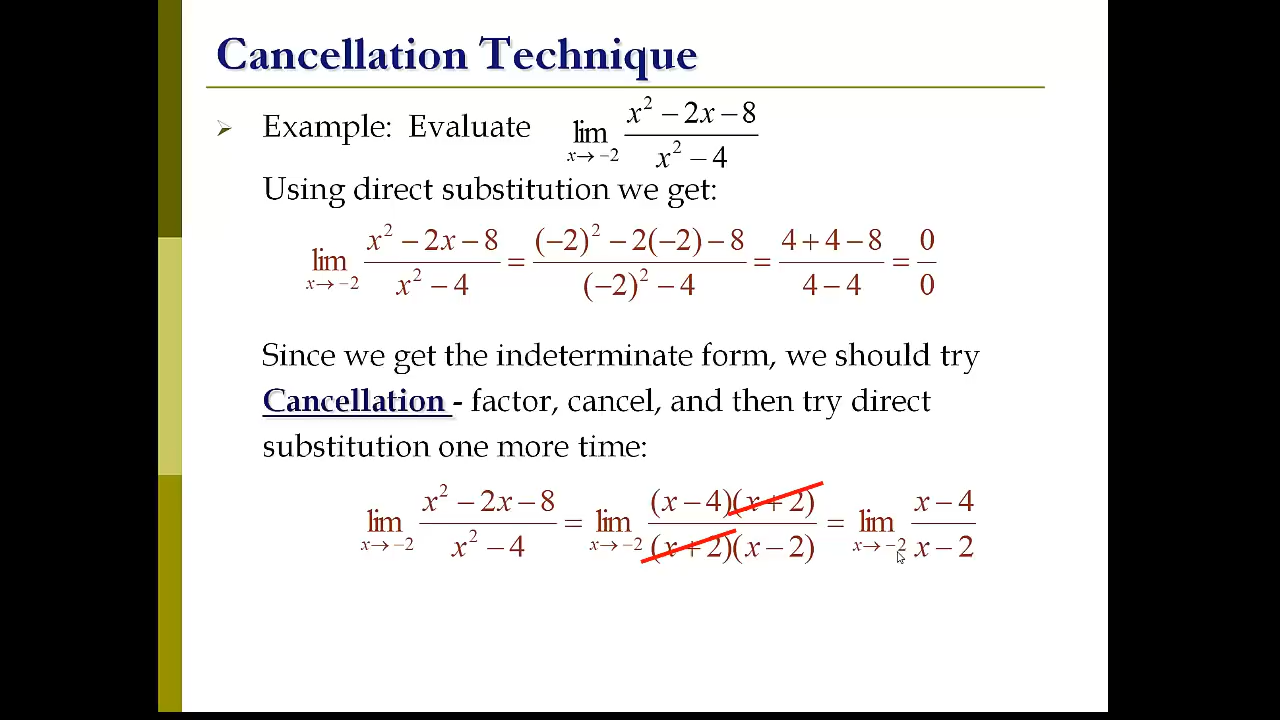 Cancellation Technique
Example: Evaluate lim x→−2 (x² − 2x − 8)/(x² − 4)
Using direct substitution we get:
lim x→−2 (x² − 2x − 8)/(x² − 4) = ((−2)² − 2(−2) − 8)/((−2)² − 4) = (4 + 4 − 8)/(4 − 4) = 0/0
Since we get the indeterminate form, we should try
Cancellation - factor, cancel, and then try direct
substitution one more time:
lim x→−2 (x² − 2x − 8)/(x² − 4) = lim x→−2 ((x − 4)(x + 2))/((x + 2)(x − 2)) = lim x→−2 (x − 4)/(x − 2)